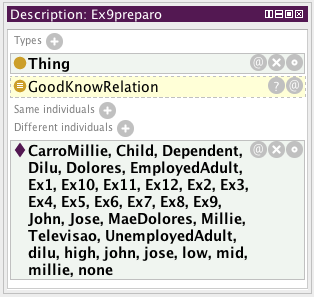 Description: Ex9preparo
Types
Thing
GoodKnowRelation
Same individuals
Different individuals
CarroMillie, Child, Dependent,
Dilu, Dolores, EmployedAdult,
Ex1, Ex10, Ex11, Ex12, Ex2, Ex3,
Ex4, Ex5, Ex6, Ex7, Ex8, Ex9,
John, Jose, MaeDolores, Millie,
Televisao, UnemployedAdult,
dilu, high, john, jose, low, mid,
millie, none